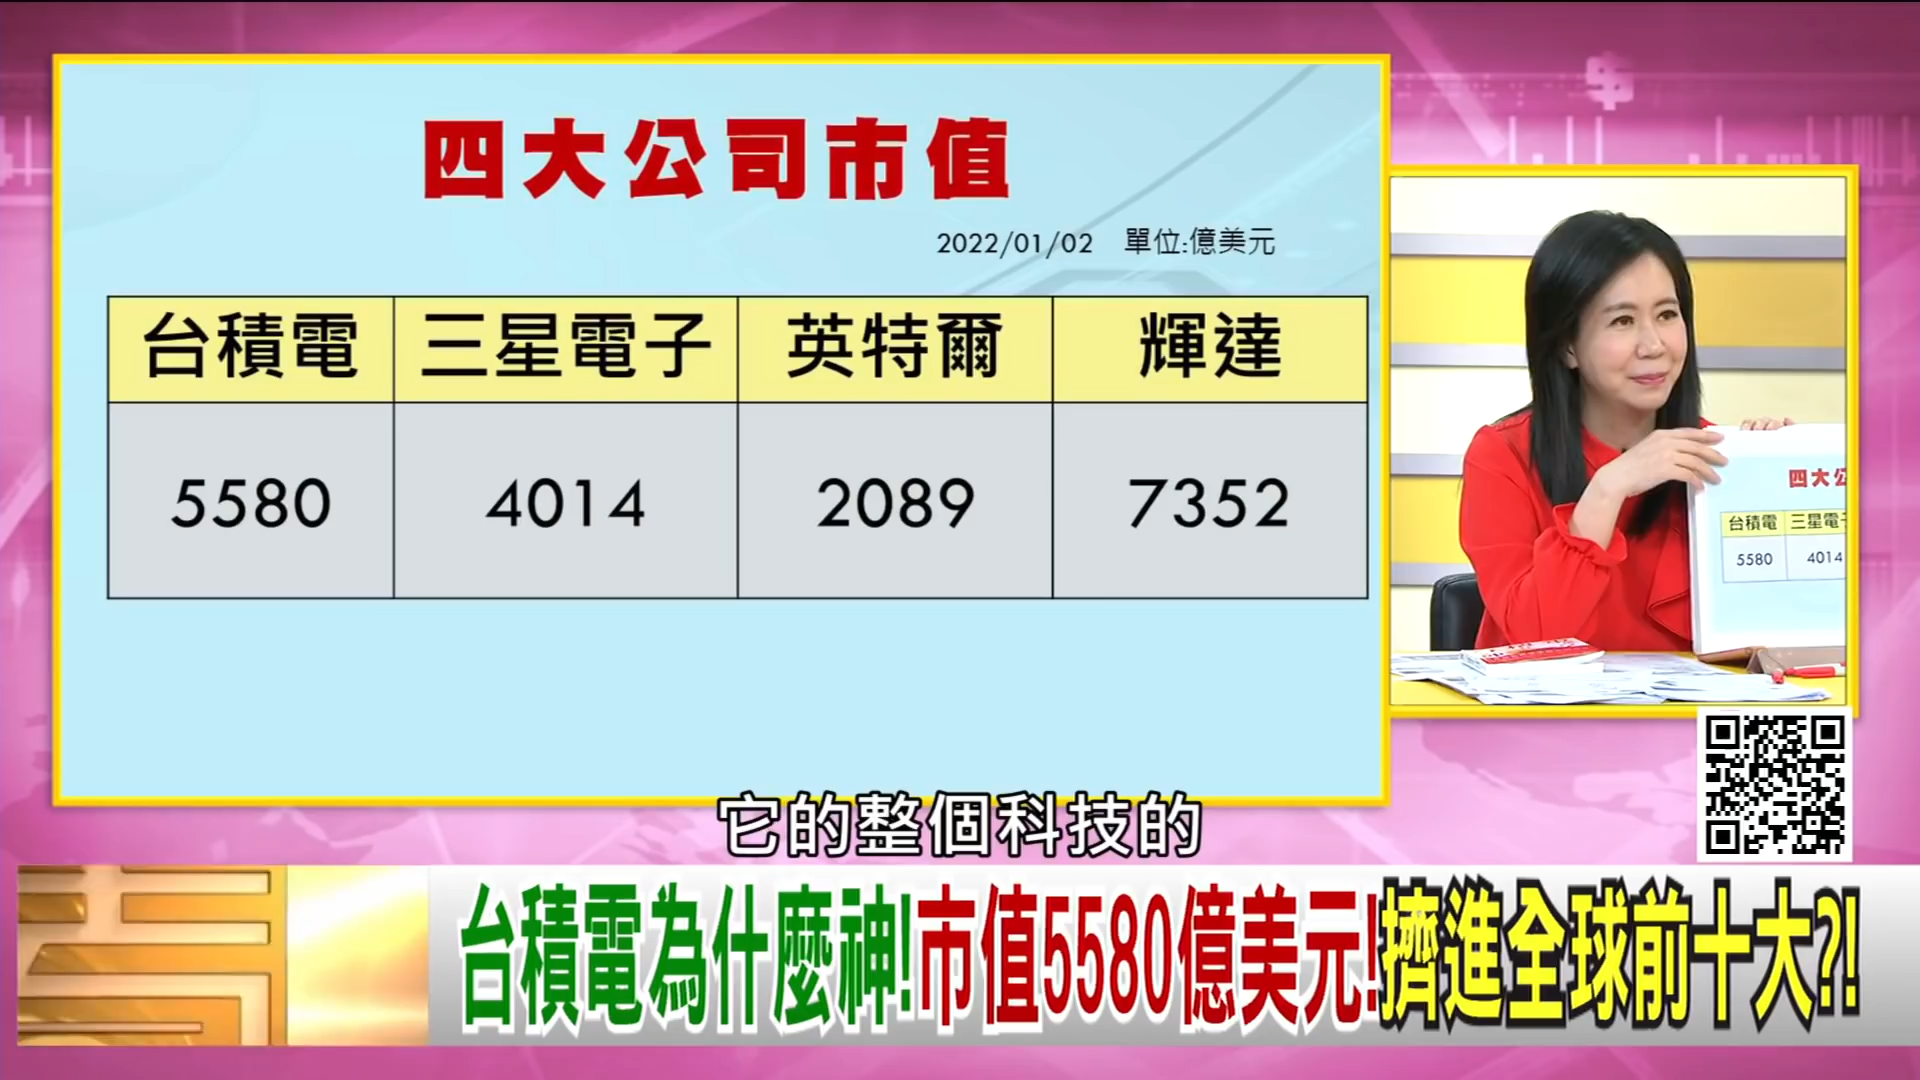 四大公司市值
2022/01/02 單位:億美元
台積電 三星電子 英特爾 輝達
5580 4014 2089 7352
四大公
台積電 三星電子
5580 4014
它的整個科技的
台積電為什麼神!市值5580億美元!擠進全球前十大?!